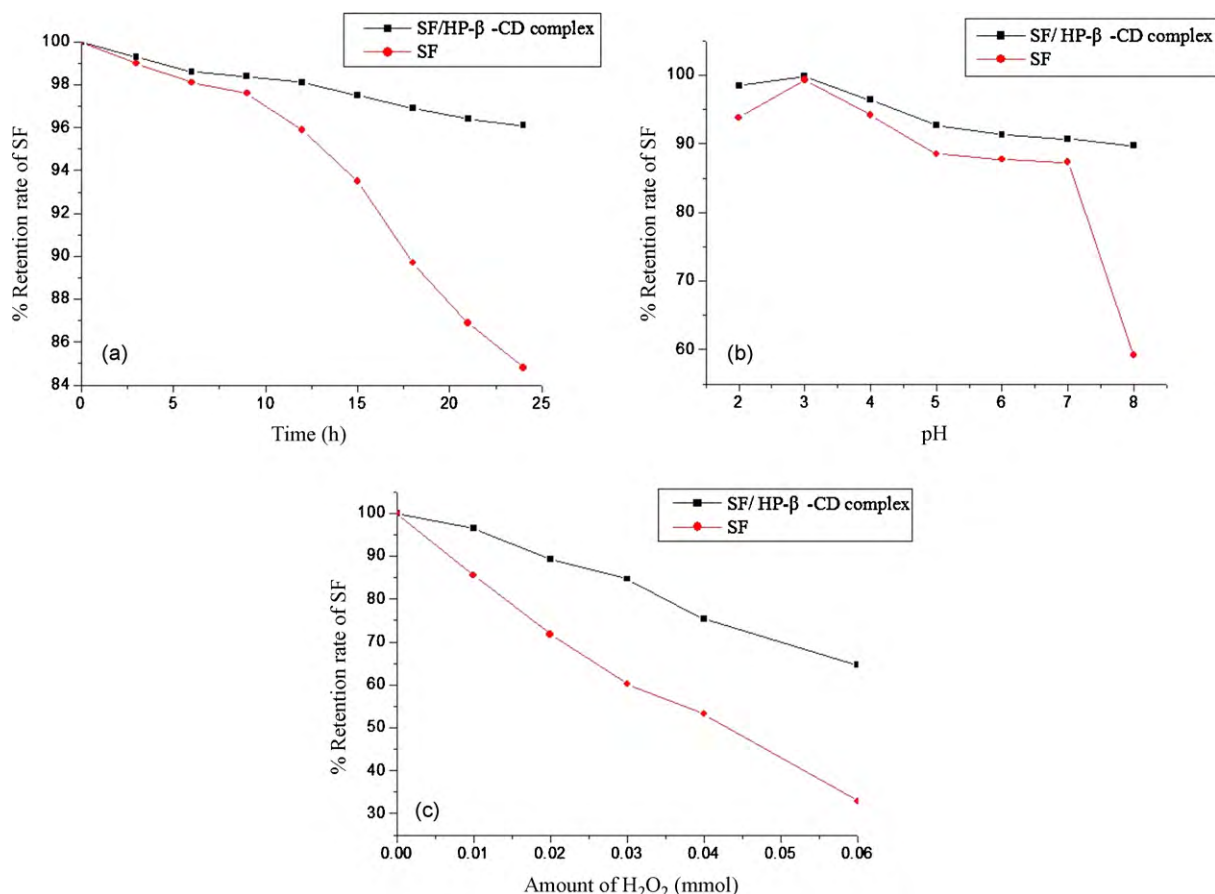 SF/HP-β -CD complex
SF
100
98
96
94
92
90
88
86
84
% Retention rate of SF
(a)
0 5 10 15 20 25
Time (h)
SF/ HP-β -CD complex
SF
100
90
80
70
60
% Retention rate of SF
(b)
2 3 4 5 6 7 8
pH
SF/ HP-β -CD complex
SF
100
90
80
70
60
50
40
30
% Retention rate of SF
(c)
0.00 0.01 0.02 0.03 0.04 0.05 0.06
Amount of H₂O₂ (mmol)